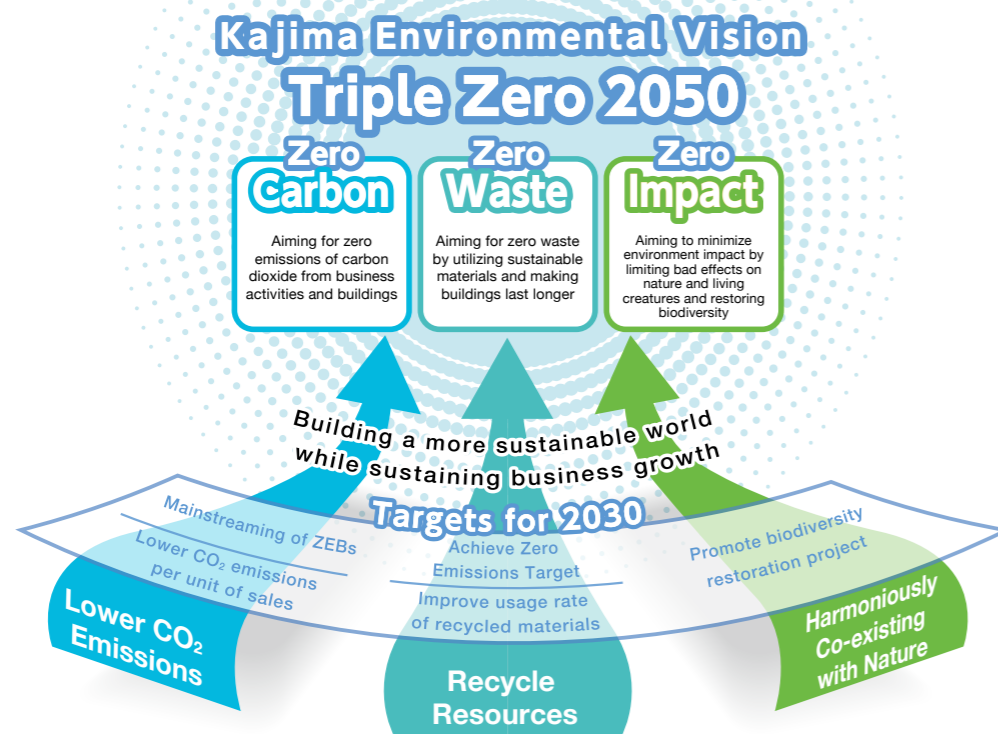 Kajima Environmental Vision
Triple Zero 2050
Zero
Carbon
Aiming for zero
emissions of carbon
dioxide from business
activities and buildings
Zero
Waste
Aiming for zero waste
by utilizing sustainable
materials and making
buildings last longer
Zero
Impact
Aiming to minimize
environment impact by
limiting bad effects on
nature and living
creatures and restoring
biodiversity
Building a more sustainable world
while sustaining business growth
Targets for 2030
Mainstreaming of ZEBs
Lower CO₂ emissions
per unit of sales
Achieve Zero
Emissions Target
Improve usage rate
of recycled materials
Promote biodiversity
restoration project
Lower CO₂
Emissions
Recycle
Resources
Harmoniously
Co-existing
with Nature